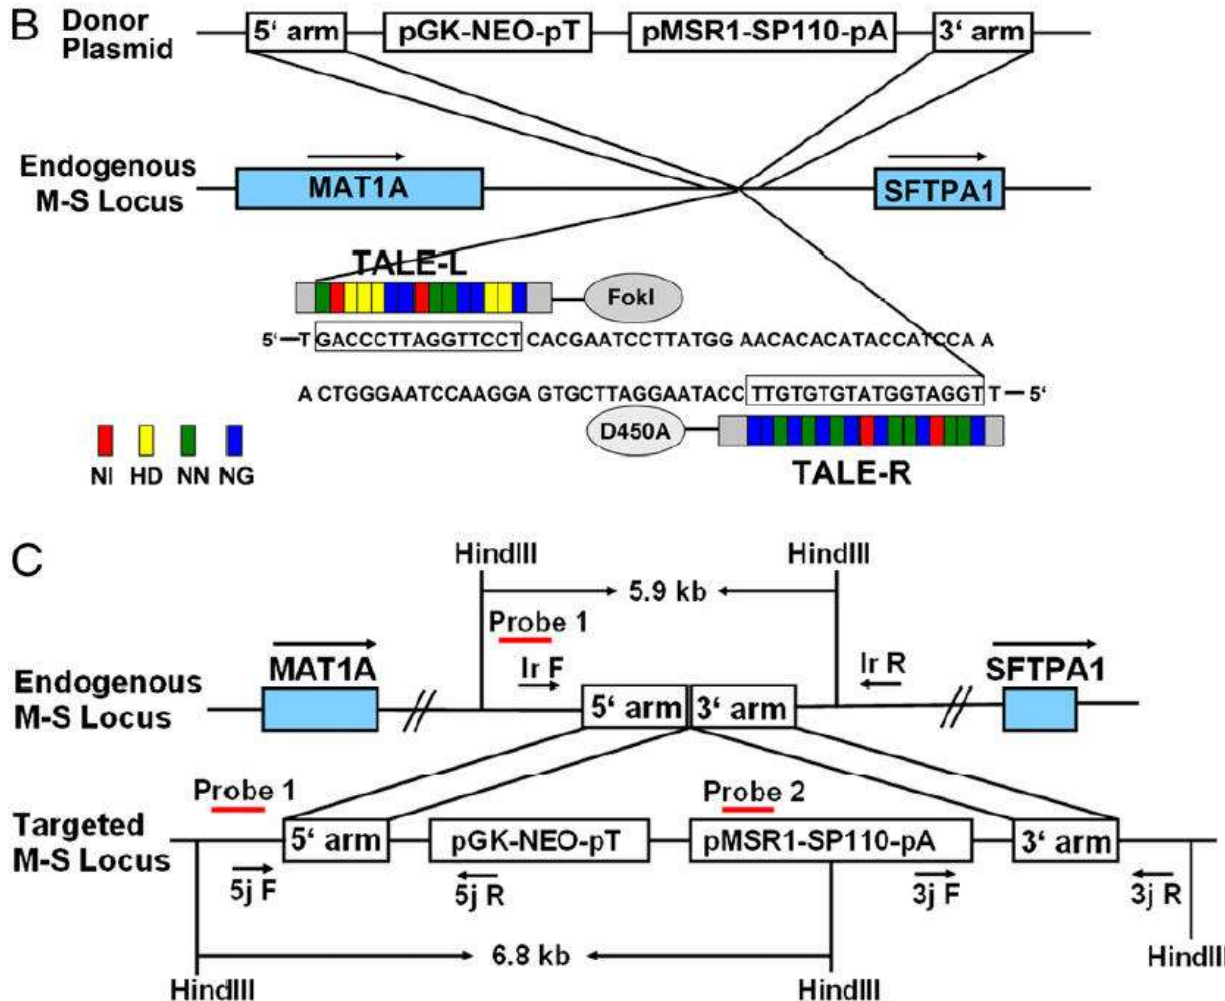 B
Donor
Plasmid
5‘ arm
pGK-NEO-pT
pMSR1-SP110-pA
3‘ arm
Endogenous
M-S Locus
MAT1A
SFTPA1
TALE-L
FokI
5‘—T GACCCTTAGGTTCCT CACGAATCCTTATGG AACACACATACCATCCA A
A CTGGGAATCCAAGGA GTGCTTAGGAATACC TTGTGTGTATGGTAGGT T—5‘
D450A
TALE-R
NI HD NN NG
C
HindIII
HindIII
5.9 kb
Probe 1
Ir F
Ir R
MAT1A
SFTPA1
Endogenous
M-S Locus
5‘ arm
3‘ arm
Probe 1
Probe 2
Targeted
M-S Locus
5‘ arm
pGK-NEO-pT
pMSR1-SP110-pA
3‘ arm
5j F
5j R
3j F
3j R
6.8 kb
HindIII
HindIII
HindIII